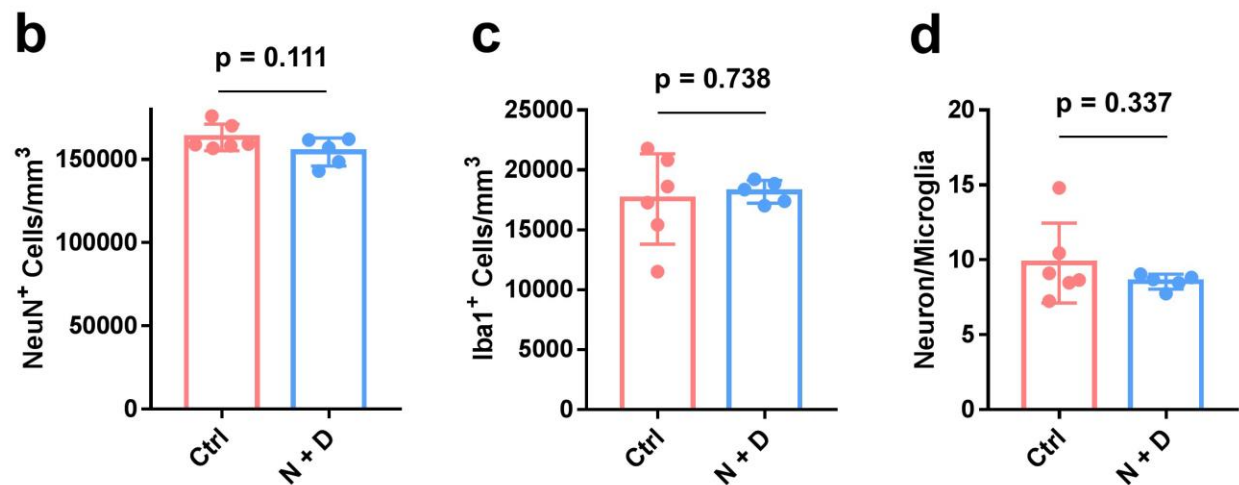 b
p = 0.111
NeuN⁺ Cells/mm³
150000
100000
50000
0
Ctrl
N + D
c
p = 0.738
Iba1⁺ Cells/mm³
25000
20000
15000
10000
5000
0
Ctrl
N + D
d
p = 0.337
Neuron/Microglia
20
15
10
5
0
Ctrl
N + D